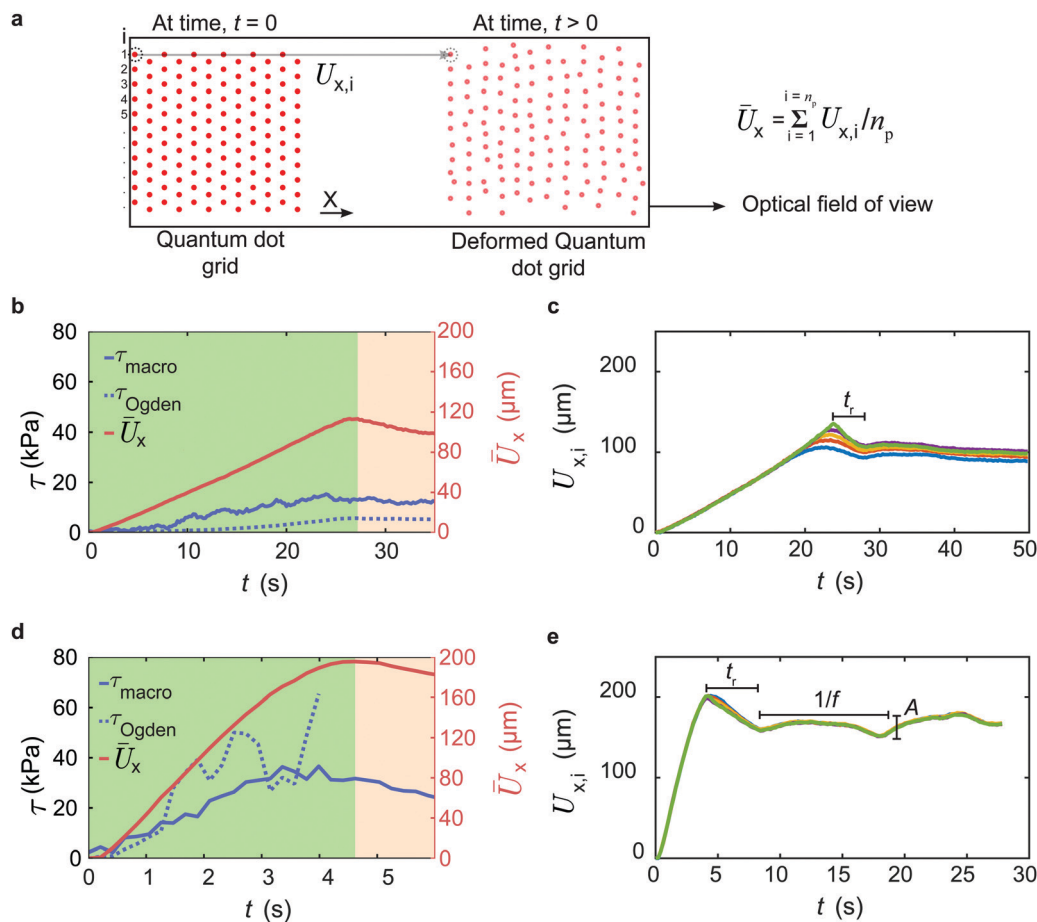 a
At time, t = 0
At time, t > 0
i
1
2
3
4
5
.
.
.
.
.
.
U x,i
X
Ū x = Σ i = 1 i = n p U x,i / n p
Optical field of view
Quantum dot
grid
Deformed Quantum
dot grid
b
τ macro
τ Ogden
Ū x
80
60
40
20
0
τ (kPa)
0
10
20
30
t (s)
200
160
120
80
40
0
Ū x (µm)
c
t r
200
100
0
U x,i (µm)
0
10
20
30
40
50
t (s)
d
τ macro
τ Ogden
Ū x
80
60
40
20
0
τ (kPa)
0
1
2
3
4
5
t (s)
200
160
120
80
40
0
Ū x (µm)
e
t r
1/f
A
200
100
0
U x,i (µm)
0
5
10
15
20
25
30
t (s)